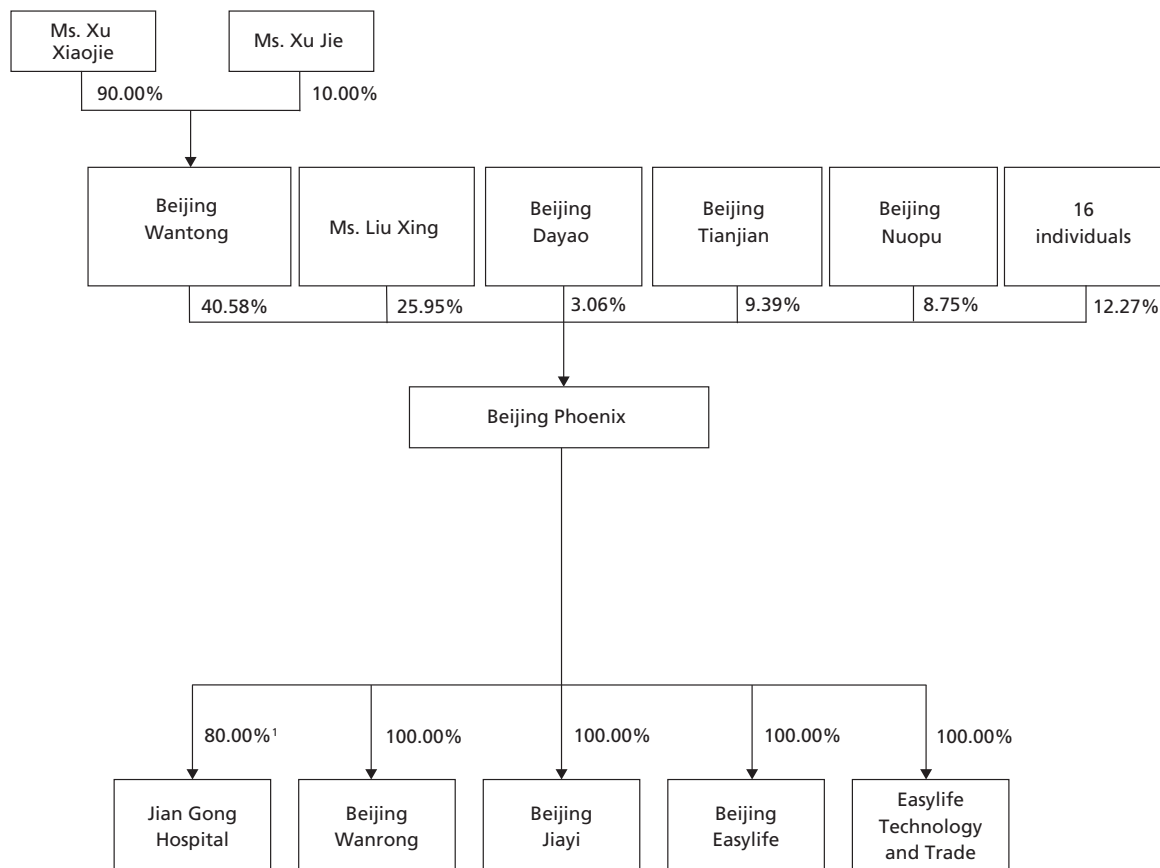 Ms. Xu
Xiaojie
Ms. Xu Jie
90.00%
10.00%
Beijing
Wantong
Ms. Liu Xing
Beijing
Dayao
Beijing
Tianjian
Beijing
Nuopu
16
individuals
40.58%
25.95%
3.06%
9.39%
8.75%
12.27%
Beijing Phoenix
80.00%¹
100.00%
100.00%
100.00%
100.00%
Jian Gong
Hospital
Beijing
Wanrong
Beijing
Jiayi
Beijing
Easylife
Easylife
Technology
and Trade